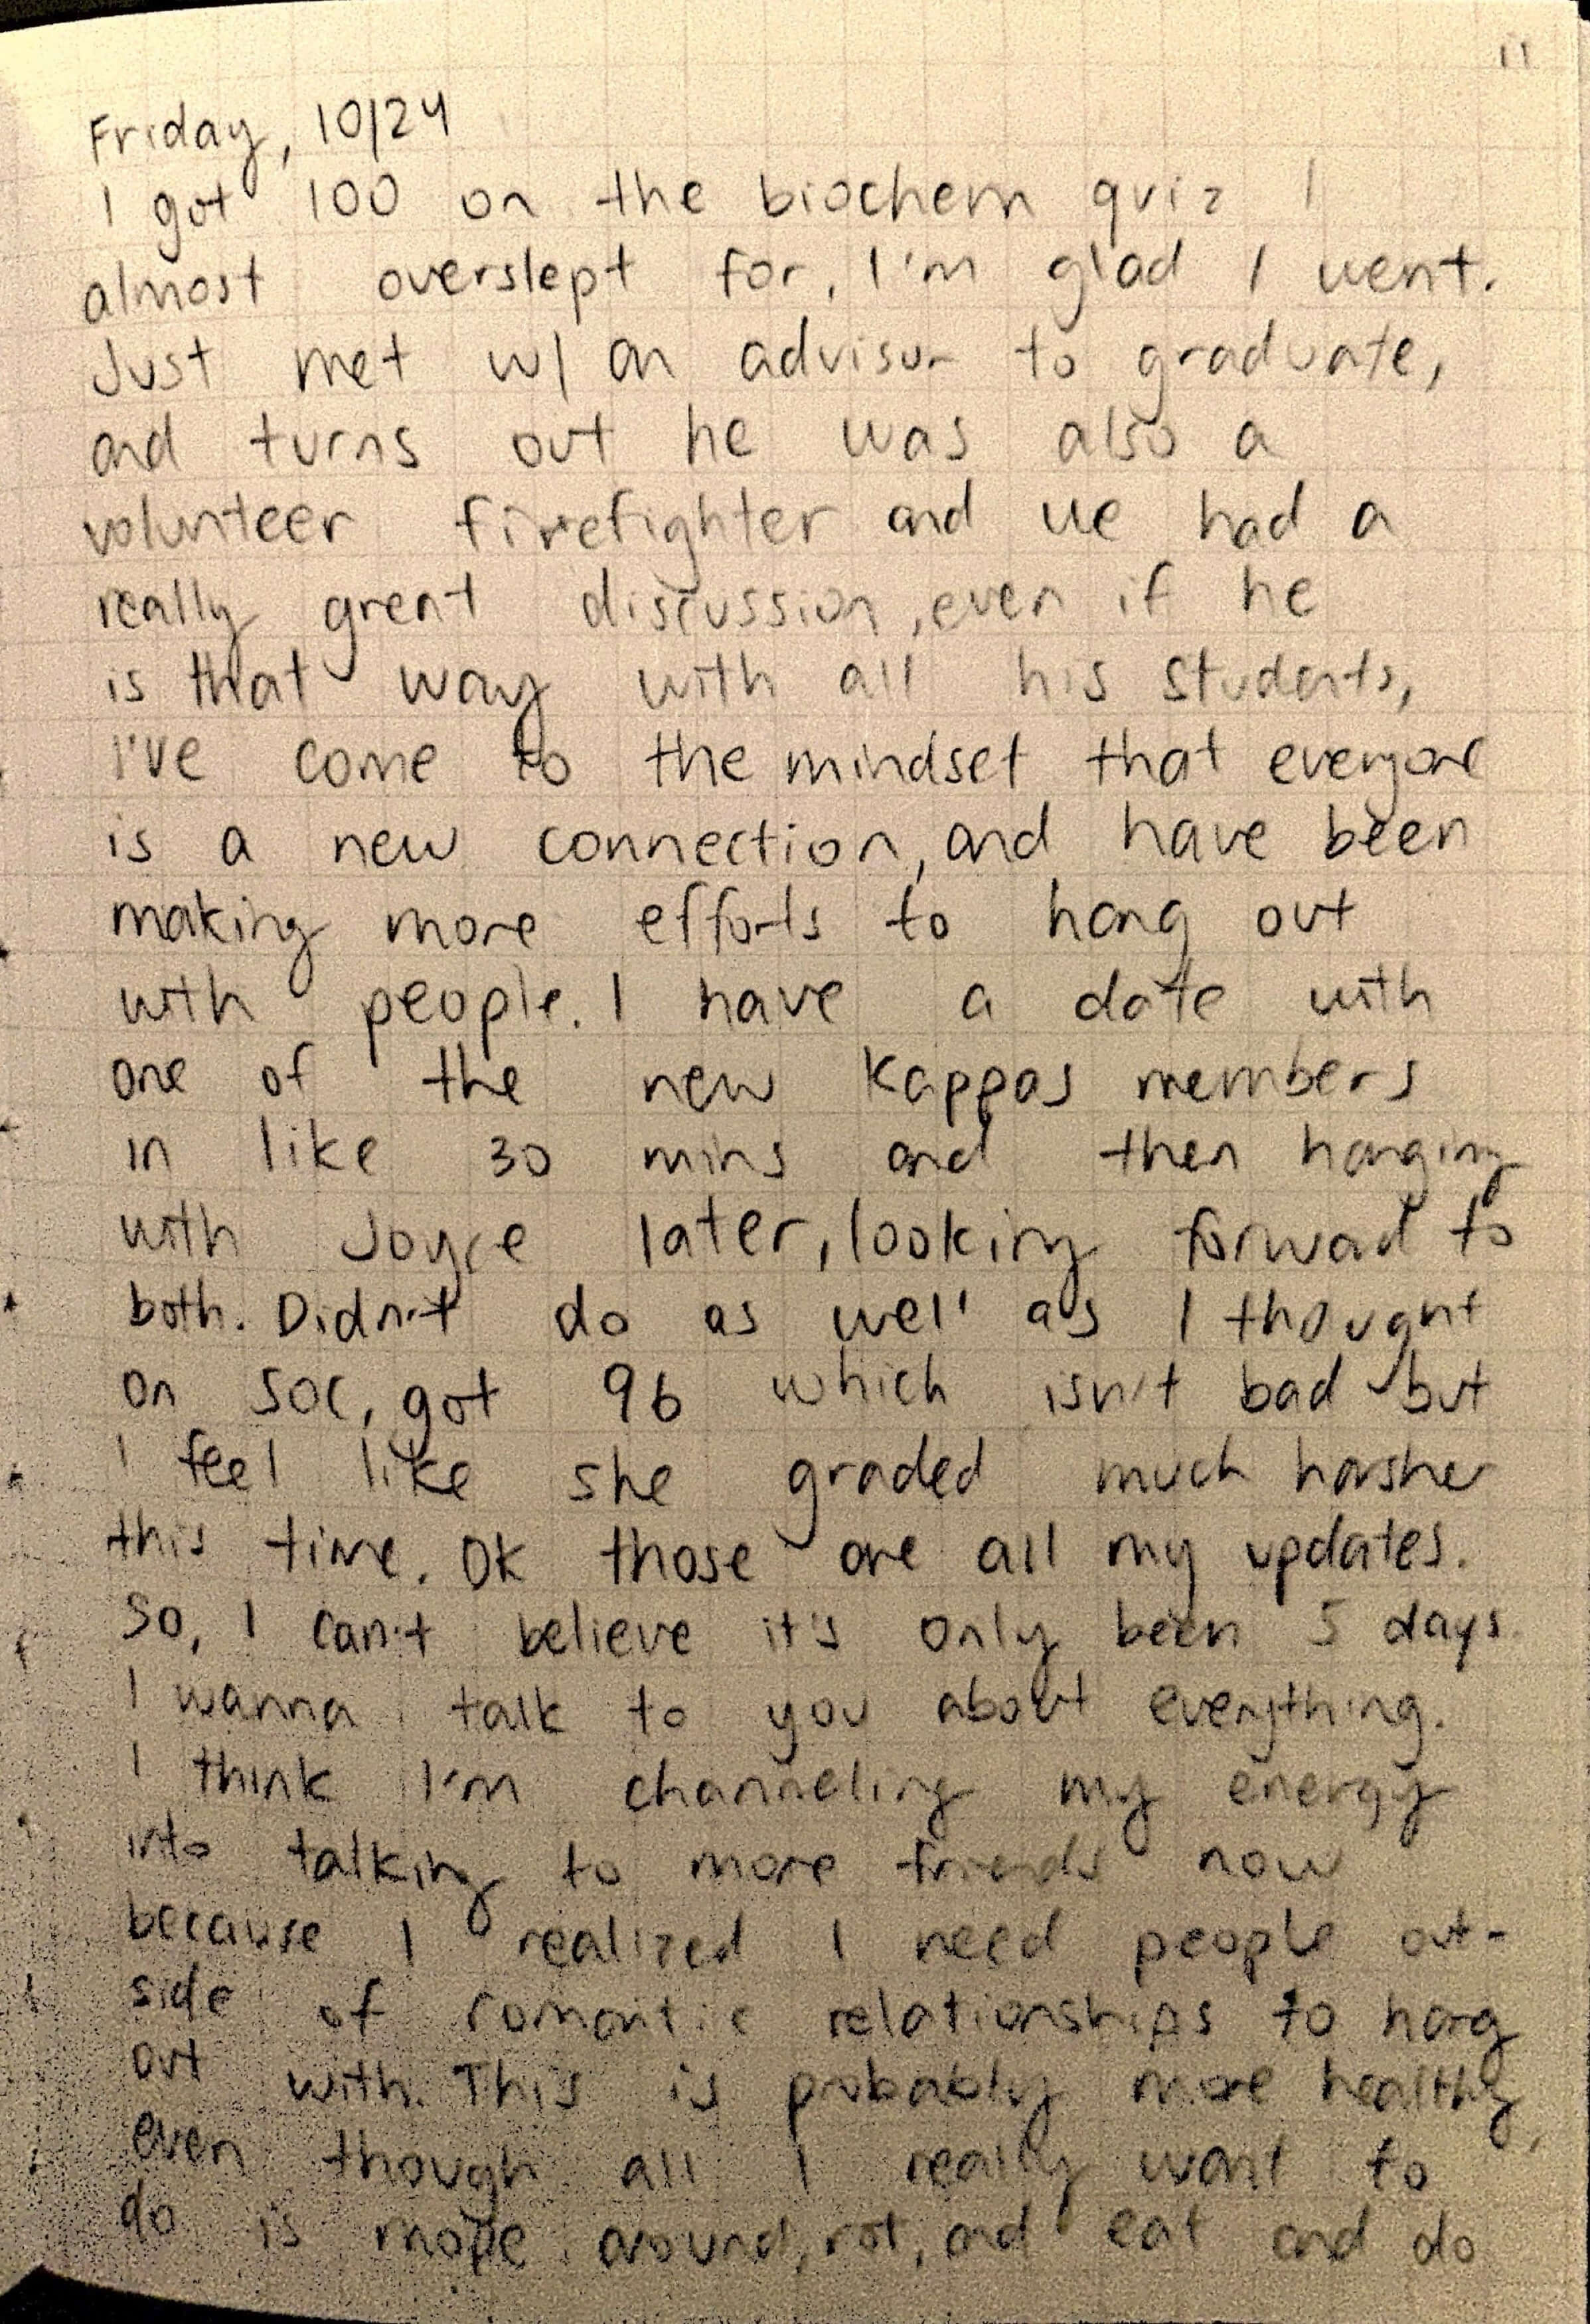 11
Friday, 10/24
I got 100 on the biochem quiz I
almost overslept for, I'm glad I went.
Just met w/ an advisor to graduate,
and turns out he was also a
volunteer firefighter and we had a
really great discussion, even if he
is that way with all his students,
I've come to the mindset that everyone
is a new connection, and have been
making more efforts to hang out
with people. I have a date with
one of the new Kappas members
in like 30 mins and then hanging
with Joyce later, looking forward to
both. Didn't do as well as I thought
on soc, got 96 which isn't bad but
I feel like she graded much harsher
this time. Ok those are all my updates.
So, I can't believe it's only been 5 days.
I wanna talk to you about everything.
I think I'm channeling my energy
into talking to more friends now
because I realized I need people out-
side of romantic relationships to hang
out with. This is probably more healthy,
even though all I really want to
do is mope around, rot, and eat and do